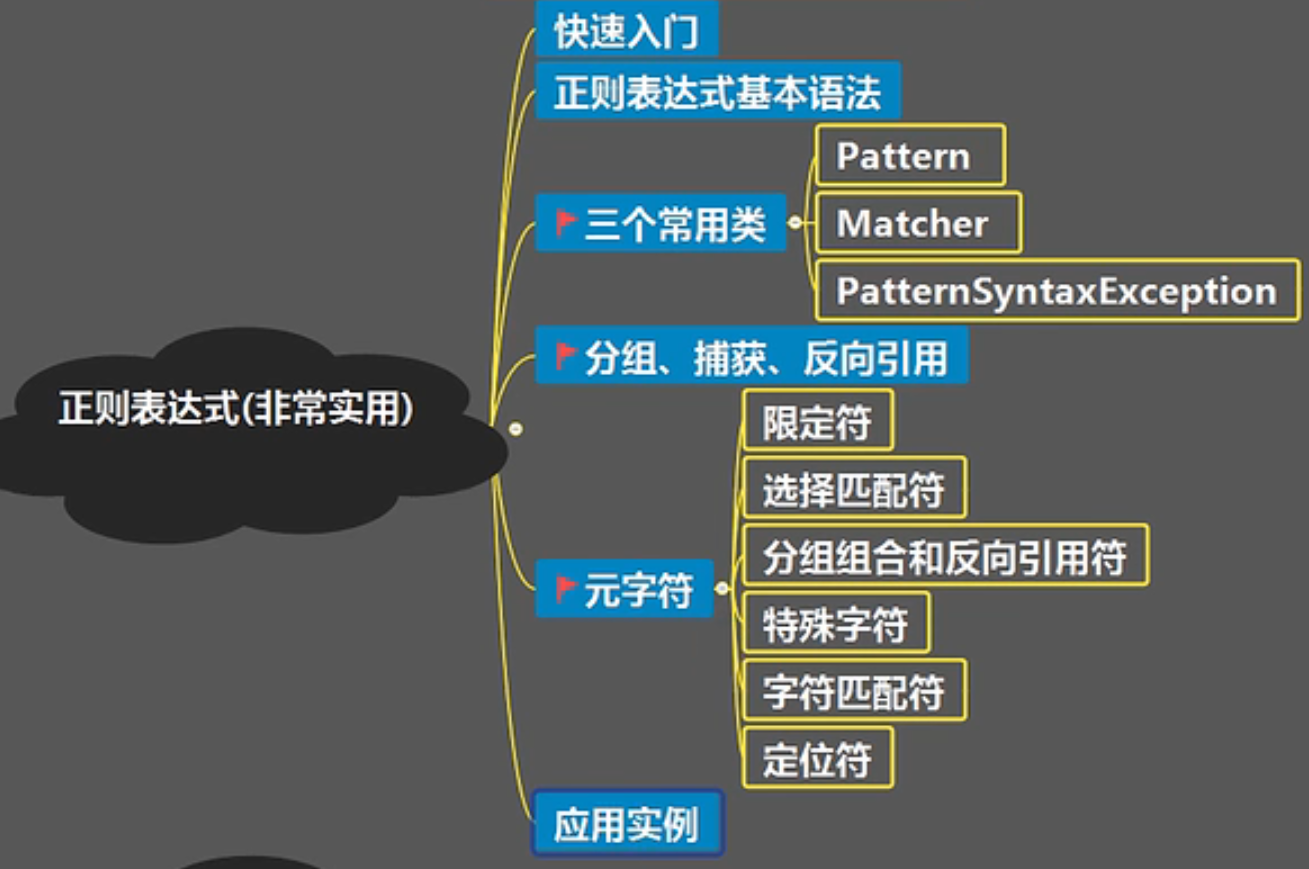 快速入门
正则表达式基本语法
三个常用类
Pattern
Matcher
PatternSyntaxException
分组、捕获、反向引用
正则表达式(非常实用)
元字符
限定符
选择匹配符
分组组合和反向引用符
特殊字符
字符匹配符
定位符
应用实例